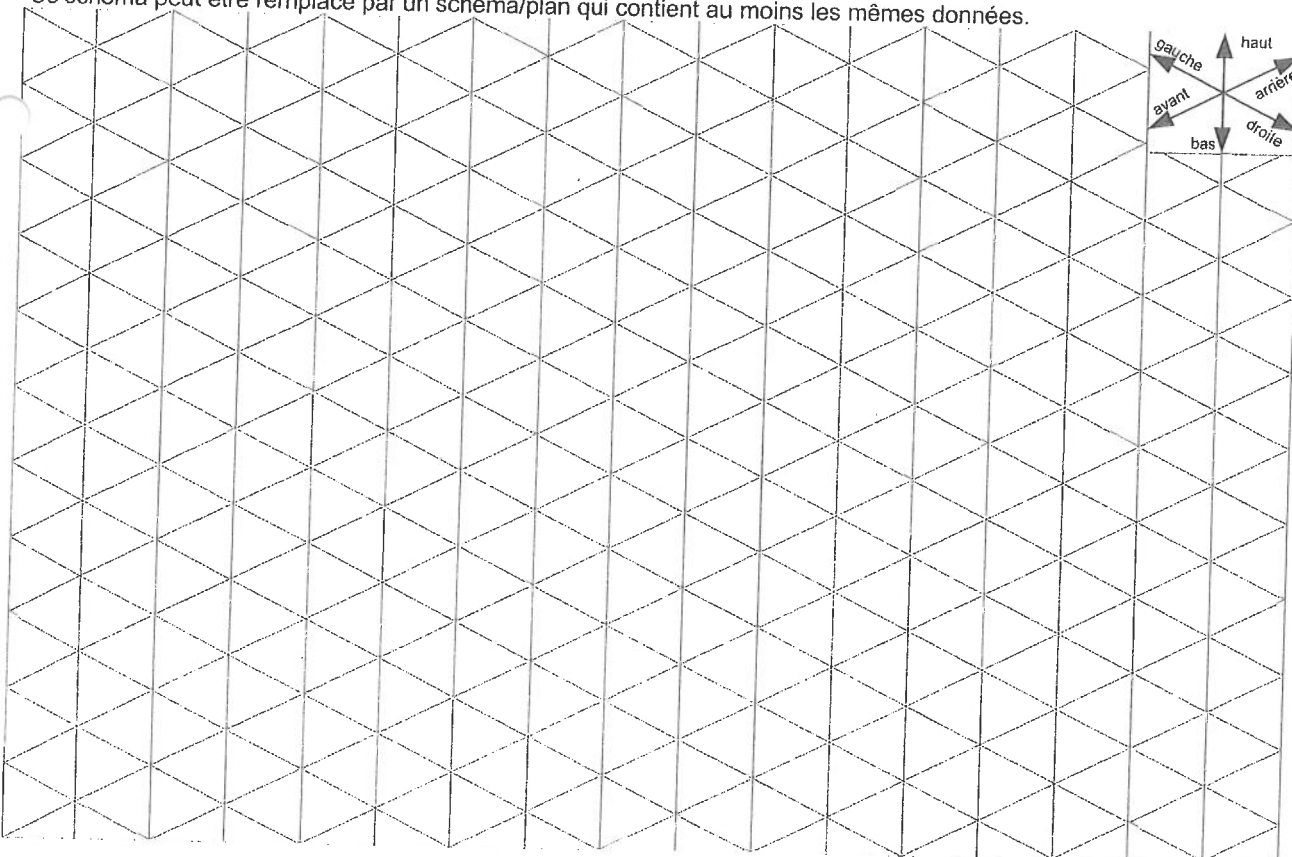 Ce schéma peut être remplacé par un schéma/plan qui contient au moins les mêmes données.
gauche
haut
avant
arrière
bas
droite